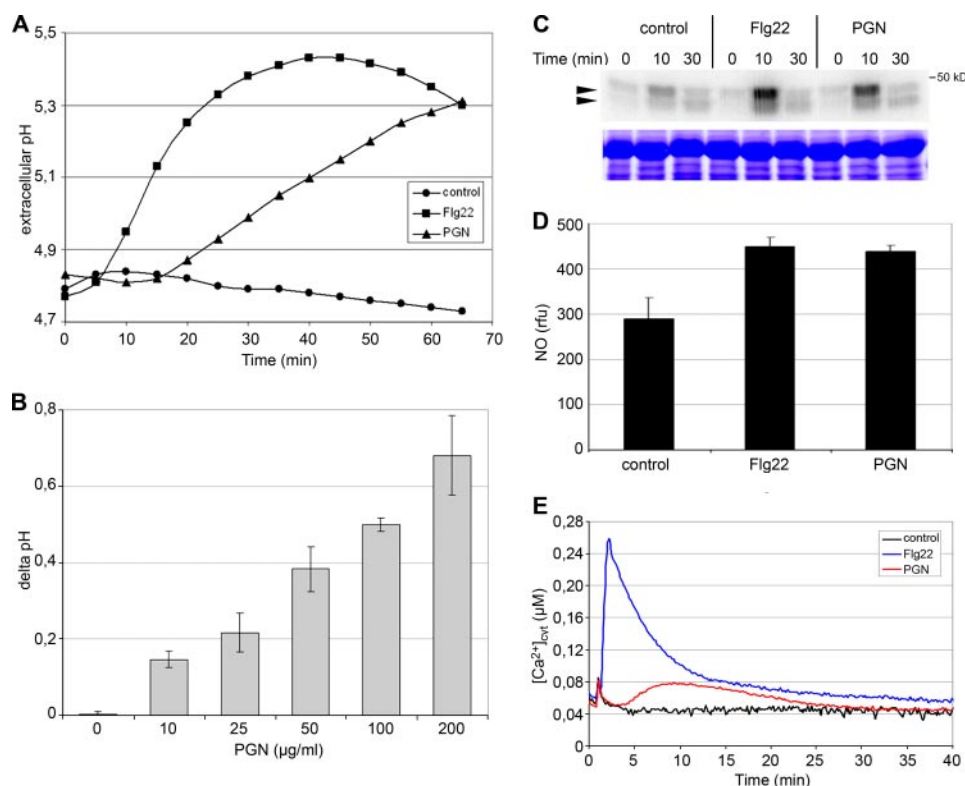 A
5,5
5,3
5,1
4,9
4,7
extracellular pH
control
Flg22
PGN
0 10 20 30 40 50 60 70
Time (min)
B
0,8
0,6
0,4
0,2
0
delta pH
0 10 25 50 100 200
PGN (µg/ml)
C
control Flg22 PGN
Time (min) 0 10 30 0 10 30 0 10 30
50 kD
D
500
400
300
200
100
0
NO (rfu)
control Flg22 PGN
E
0,28
0,24
0,20
0,16
0,12
0,08
0,04
0
[Ca²⁺]cyt (µM)
control
Flg22
PGN
0 5 10 15 20 25 30 35 40
Time (min)